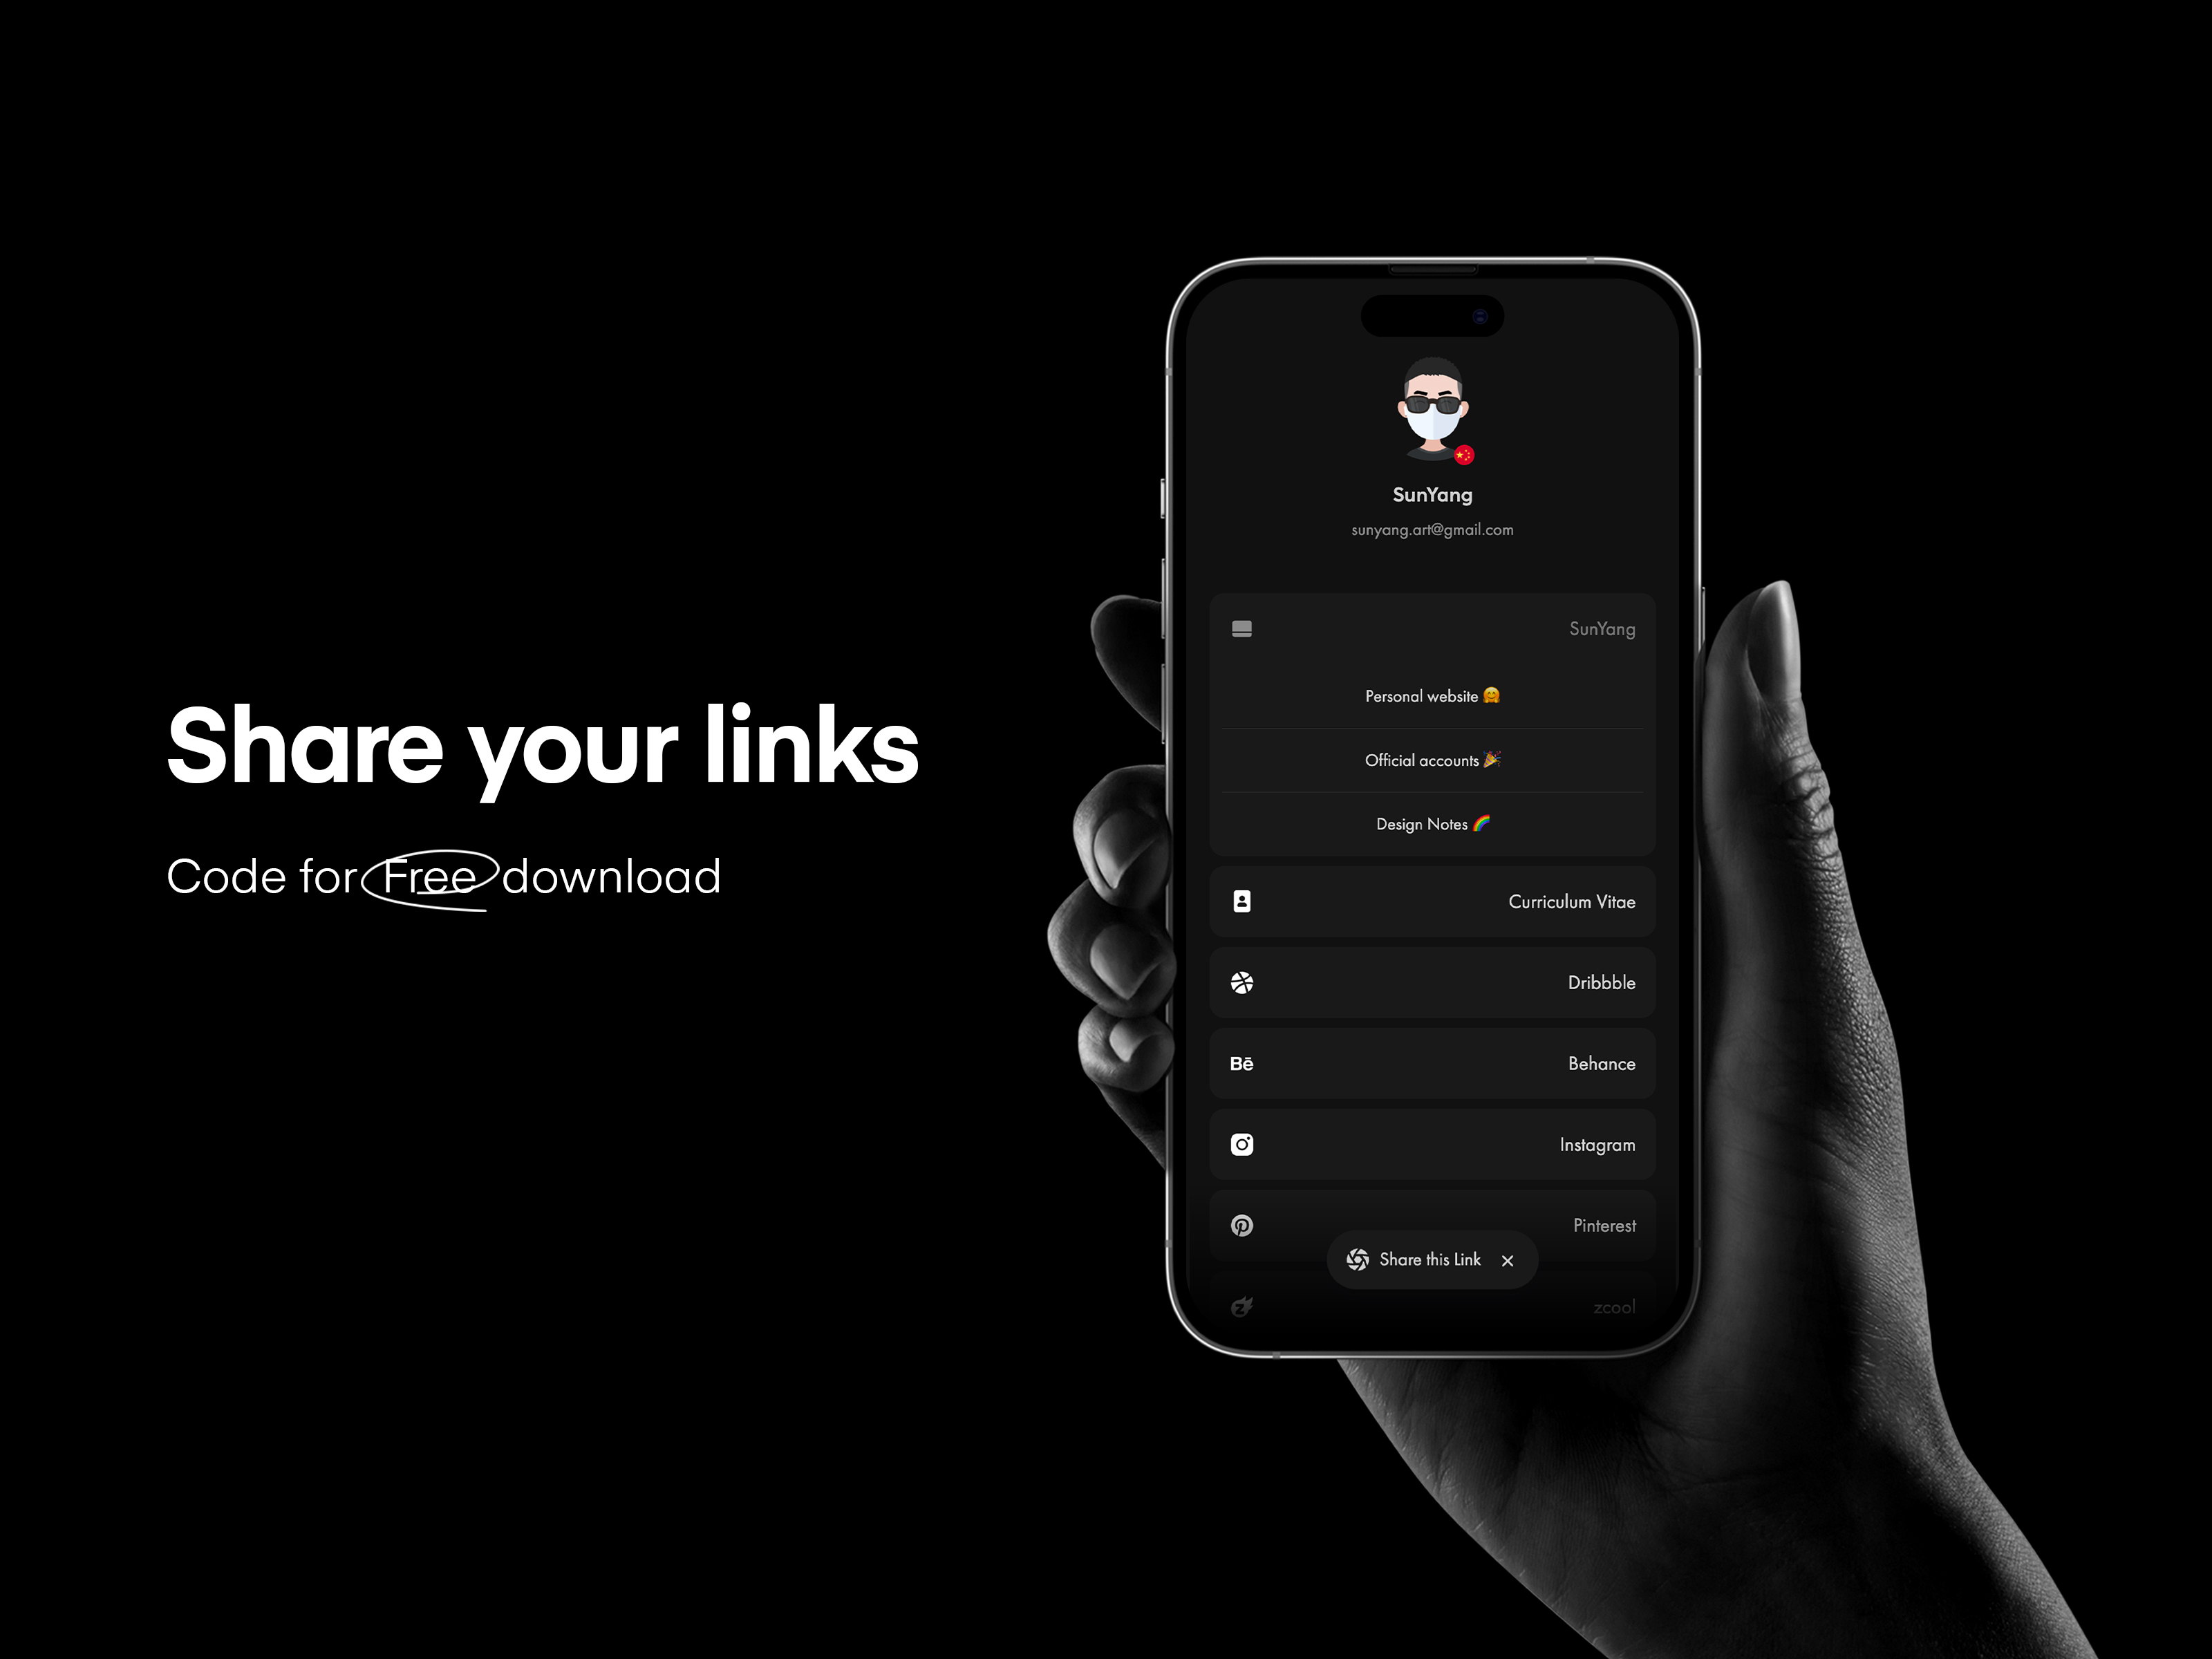 Share your links
Code for Free download
SunYang
sunyang.art@gmail.com
SunYang
Personal website 🤗
Official accounts 🎉
Design Notes 🌈
Curriculum Vitae
Dribbble
Bē Behance
Instagram
Pinterest
Share this Link ×
zcool